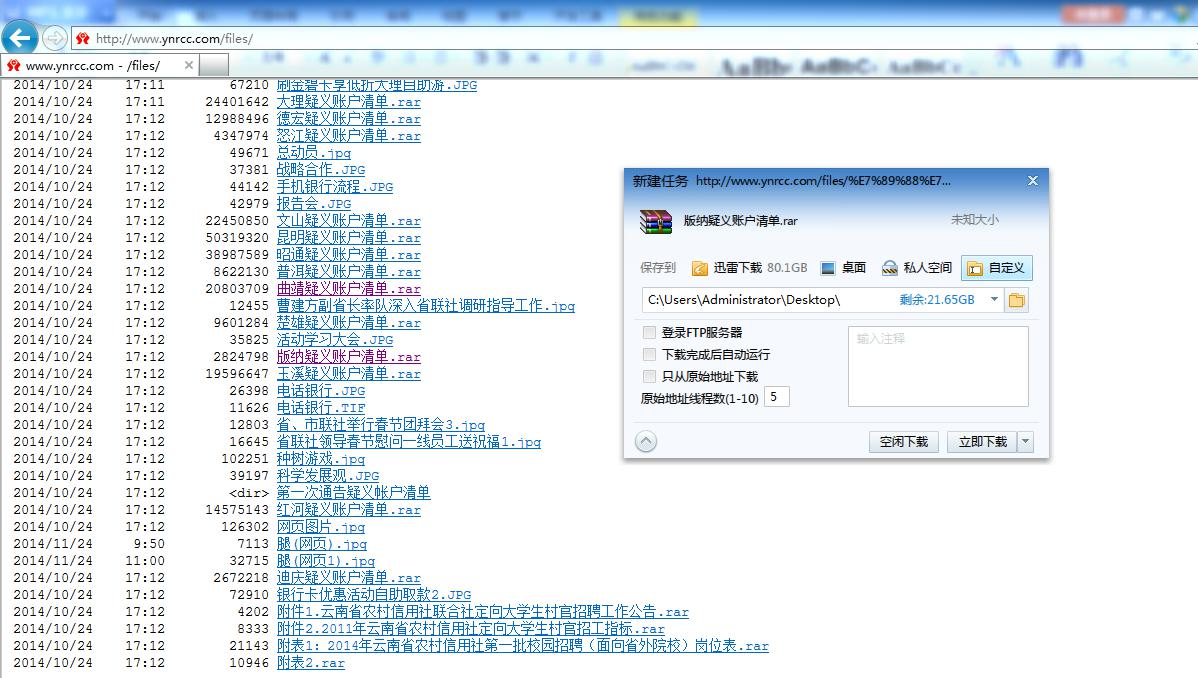 http://www.ynrcc.com/files/
www.ynrcc.com - /files/
2014/10/24 17:11 67210 刷金碧卡享低折大理自助游.JPG
2014/10/24 17:11 24401642 大理疑义账户清单.rar
2014/10/24 17:12 12988496 德宏疑义账户清单.rar
2014/10/24 17:12 4347974 怒江疑义账户清单.rar
2014/10/24 17:12 49671 总动员.jpg
2014/10/24 17:12 37381 战略合作.JPG
2014/10/24 17:12 44142 手机银行流程.JPG
2014/10/24 17:12 42979 报告会.JPG
2014/10/24 17:12 22450850 文山疑义账户清单.rar
2014/10/24 17:12 50319320 昆明疑义账户清单.rar
2014/10/24 17:12 38987589 昭通疑义账户清单.rar
2014/10/24 17:12 8622130 普洱疑义账户清单.rar
2014/10/24 17:12 20803709 曲靖疑义账户清单.rar
2014/10/24 17:12 12455 曹建方副省长率队深入省联社调研指导工作.jpg
2014/10/24 17:12 9601284 楚雄疑义账户清单.rar
2014/10/24 17:12 35825 活动学习大会.JPG
2014/10/24 17:12 2824798 版纳疑义账户清单.rar
2014/10/24 17:12 19596647 玉溪疑义账户清单.rar
2014/10/24 17:12 26398 电话银行.JPG
2014/10/24 17:12 11626 电话银行.TIF
2014/10/24 17:12 12803 省、市联社举行春节团拜会3.jpg
2014/10/24 17:12 16645 省联社领导春节慰问一线员工送祝福1.jpg
2014/10/24 17:12 102251 种树游戏.jpg
2014/10/24 17:12 39197 科学发展观.JPG
2014/10/24 17:12 <dir> 第一次通告疑义帐户清单
2014/10/24 17:12 14575143 红河疑义账户清单.rar
2014/10/24 17:12 126302 网页图片.jpg
2014/11/24 9:50 7113 腿(网页).jpg
2014/11/24 11:00 32715 腿(网页1).jpg
2014/10/24 17:12 2672218 迪庆疑义账户清单.rar
2014/10/24 17:12 72910 银行卡优惠活动自助取款2.JPG
2014/10/24 17:12 4202 附件1.云南省农村信用社联合社定向大学生村官招聘工作公告.rar
2014/10/24 17:12 8333 附件2.2011年云南省农村信用社定向大学生村官招工指标.rar
2014/10/24 17:12 21143 附表1：2014年云南省农村信用社第一批校园招聘（面向省外院校）岗位表.rar
2014/10/24 17:12 10946 附表2.rar
新建任务 http://www.ynrcc.com/files/%E7%89%88%E7...
版纳疑义账户清单.rar 未知大小
保存到 迅雷下载 80.1GB 桌面 私人空间 自定义
C:\Users\Administrator\Desktop\ 剩余:21.65GB
登录FTP服务器 输入注释
下载完成后自动运行
只从原始地址下载
原始地址线程数(1-10) 5
空闲下载 立即下载